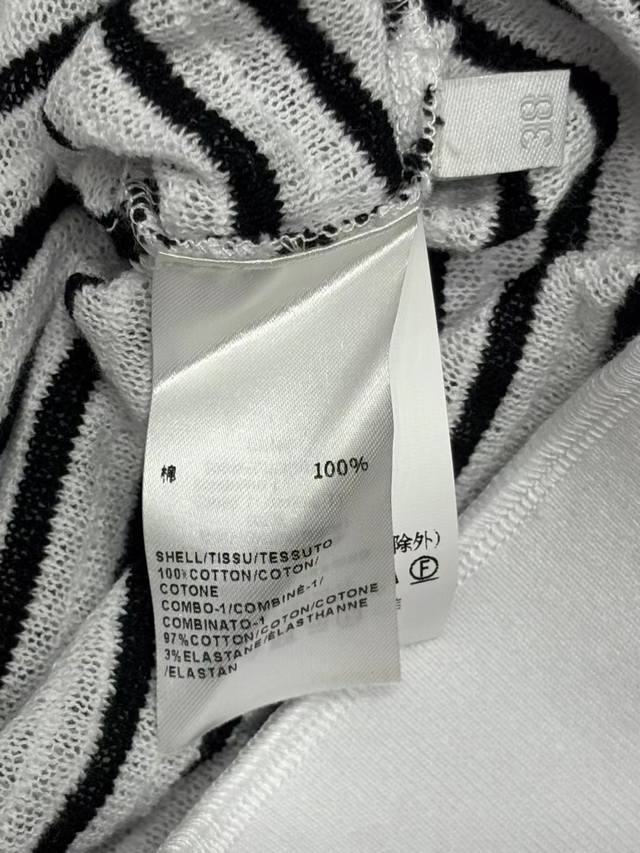 38
棉 100%
SHELL/TISSU/TESSUTO
100%COTTON/COTON/
COTONE
COMBO-1/COMBINÉ-1/
COMBINATO-1
97%COTTON/COTON/COTONE
3%ELASTANE/ÉLASTHANNE
/ELASTAN
除外)
F